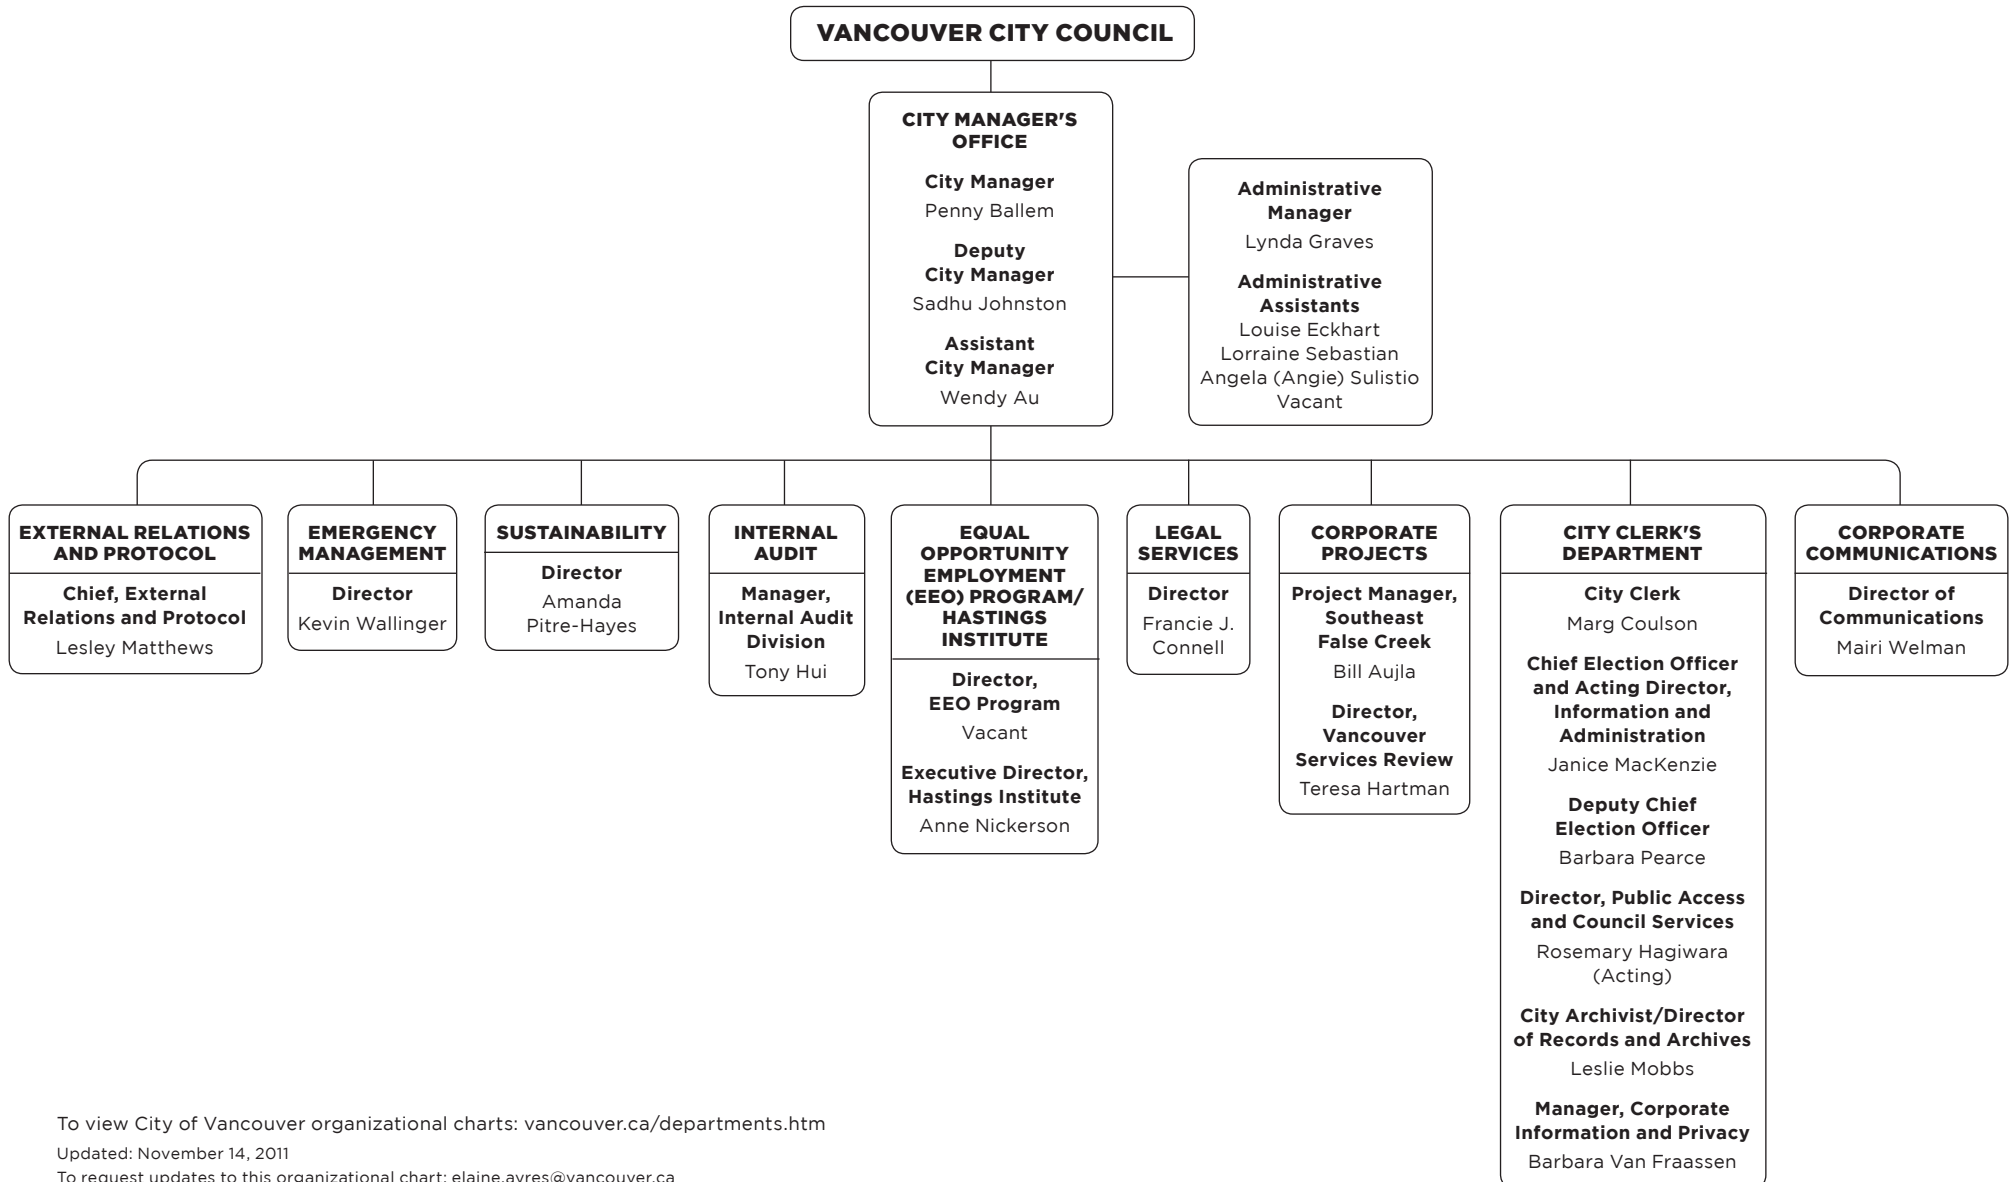 VANCOUVER CITY COUNCIL
CITY MANAGER'S
OFFICE
City Manager
Penny Ballem
Deputy
City Manager
Sadhu Johnston
Assistant
City Manager
Wendy Au
Administrative
Manager
Lynda Graves
Administrative
Assistants
Louise Eckhart
Lorraine Sebastian
Angela (Angie) Sulistio
Vacant
EXTERNAL RELATIONS
AND PROTOCOL
Chief, External
Relations and Protocol
Lesley Matthews
EMERGENCY
MANAGEMENT
Director
Kevin Wallinger
SUSTAINABILITY
Director
Amanda
Pitre-Hayes
INTERNAL
AUDIT
Manager,
Internal Audit
Division
Tony Hui
EQUAL
OPPORTUNITY
EMPLOYMENT
(EEO) PROGRAM/
HASTINGS
INSTITUTE
Director,
EEO Program
Vacant
Executive Director,
Hastings Institute
Anne Nickerson
LEGAL
SERVICES
Director
Francie J.
Connell
CORPORATE
PROJECTS
Project Manager,
Southeast
False Creek
Bill Aujla
Director,
Vancouver
Services Review
Teresa Hartman
CITY CLERK'S
DEPARTMENT
City Clerk
Marg Coulson
Chief Election Officer
and Acting Director,
Information and
Administration
Janice MacKenzie
Deputy Chief
Election Officer
Barbara Pearce
Director, Public Access
and Council Services
Rosemary Hagiwara
(Acting)
City Archivist/Director
of Records and Archives
Leslie Mobbs
Manager, Corporate
Information and Privacy
Barbara Van Fraassen
CORPORATE
COMMUNICATIONS
Director of
Communications
Mairi Welman
To view City of Vancouver organizational charts: vancouver.ca/departments.htm
Updated: November 14, 2011
To request updates to this organizational chart: elaine.ayres@vancouver.ca